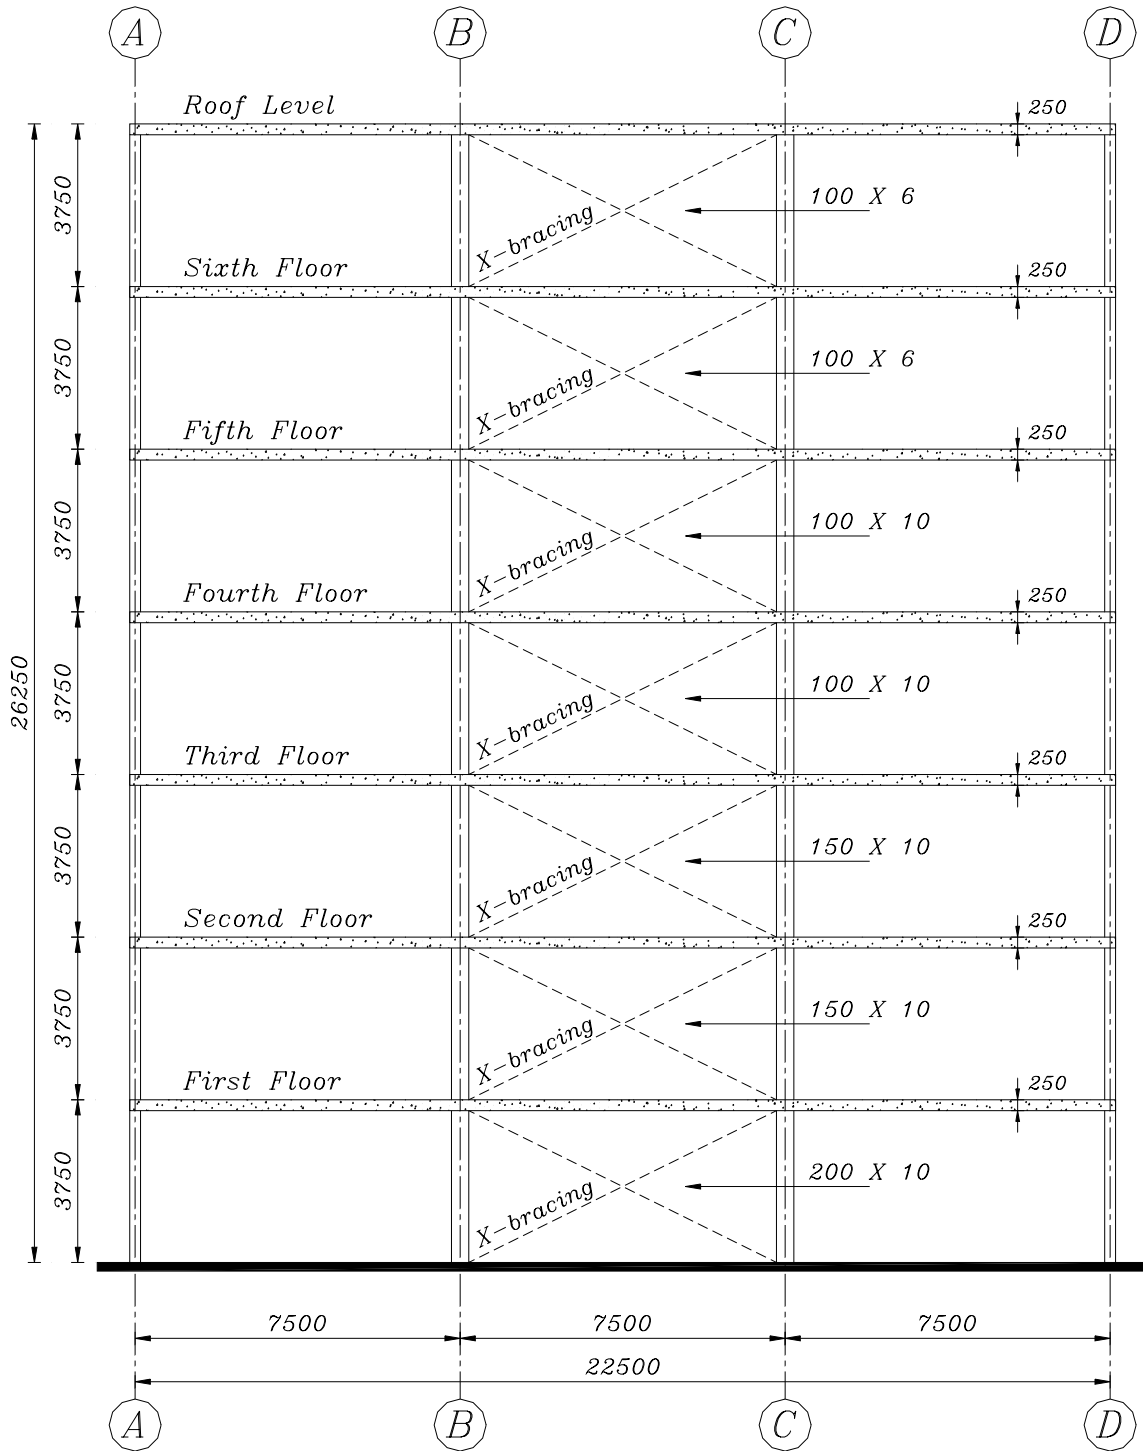 A B C D
Roof Level
250
3750
100 X 6
X-bracing
Sixth Floor
250
3750
100 X 6
X-bracing
Fifth Floor
250
3750
100 X 10
X-bracing
Fourth Floor
250
26250
3750
100 X 10
X-bracing
Third Floor
250
3750
150 X 10
X-bracing
Second Floor
250
3750
150 X 10
X-bracing
First Floor
250
3750
200 X 10
X-bracing
7500 7500 7500
22500
A B C D